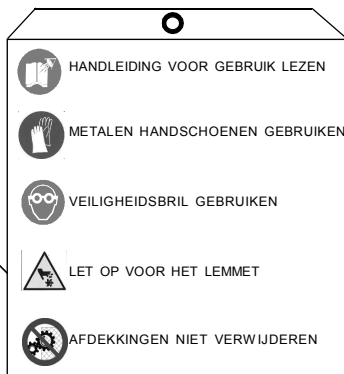 HANDLEIDING VOOR GEBRUIK LEZEN
METALEN HANDSCHOENEN GEBRUIKEN
VEILIGHEIDSBRIL GEBRUIKEN
LET OP VOOR HET LEMMET
AFDEKKINGEN NIET VERWIJDEREN